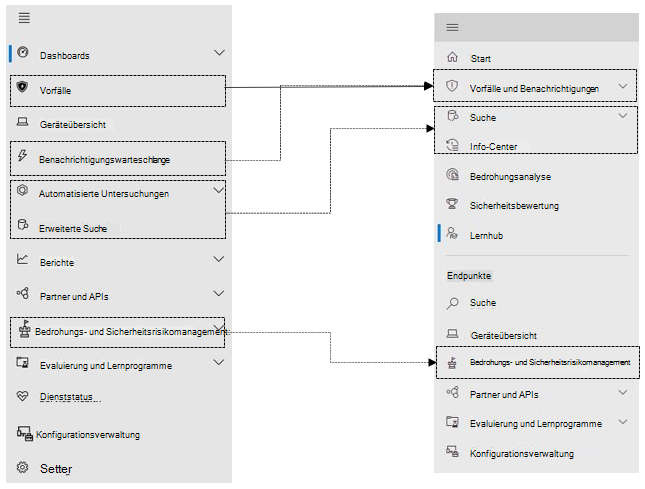 Dashboards
Vorfälle
Geräteübersicht
Benachrichtigungswarteschlange
Automatisierte Untersuchungen
Erweiterte Suche
Berichte
Partner und APIs
Bedrohungs- und Sicherheitsrisikomanagement
Evaluierung und Lernprogramme
Dienststatus
Konfigurationsverwaltung
Setter
Start
Vorfälle und Benachrichtigungen
Suche
Info-Center
Bedrohungsanalyse
Sicherheitsbewertung
Lernhub
Endpunkte
Suche
Geräteübersicht
Bedrohungs- und Sicherheitsrisikomanagement
Partner und APIs
Evaluierung und Lernprogramme
Konfigurationsverwaltung